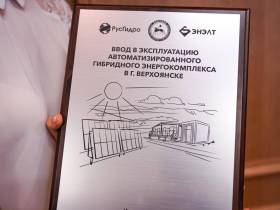 РусГидро ЭНЭЛТ
ВВОД В ЭКСПЛУАТАЦИЮ
АВТОМАТИЗИРОВАННОГО
ГИБРИДНОГО ЭНЕРГОКОМПЛЕКСА
В Г. ВЕРХОЯНСКЕ